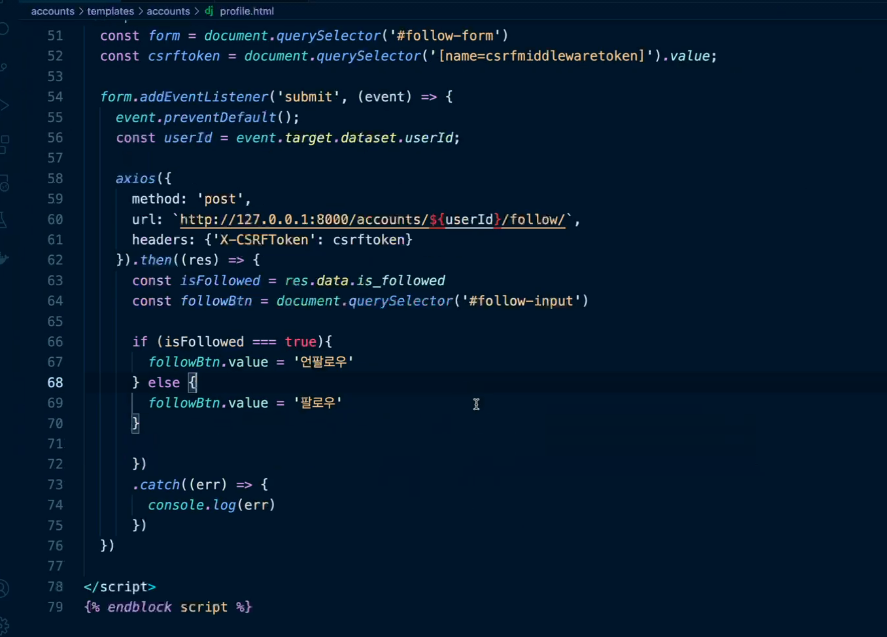 accounts > templates > accounts > dj profile.html
51 const form = document.querySelector('#follow-form')
52 const csrftoken = document.querySelector('[name=csrfmiddlewaretoken]').value;
53
54 form.addEventListener('submit', (event) => {
55 event.preventDefault();
56 const userId = event.target.dataset.userId;
57
58 axios({
59 method: 'post',
60 url: `http://127.0.0.1:8000/accounts/${userId}/follow/`,
61 headers: {'X-CSRFToken': csrftoken}
62 }).then((res) => {
63 const isFollowed = res.data.is_followed
64 const followBtn = document.querySelector('#follow-input')
65
66 if (isFollowed === true){
67 followBtn.value = '언팔로우'
68 } else {
69 followBtn.value = '팔로우'
70 }
71
72 })
73 .catch((err) => {
74 console.log(err)
75 })
76 })
77
78 </script>
79 {% endblock script %}